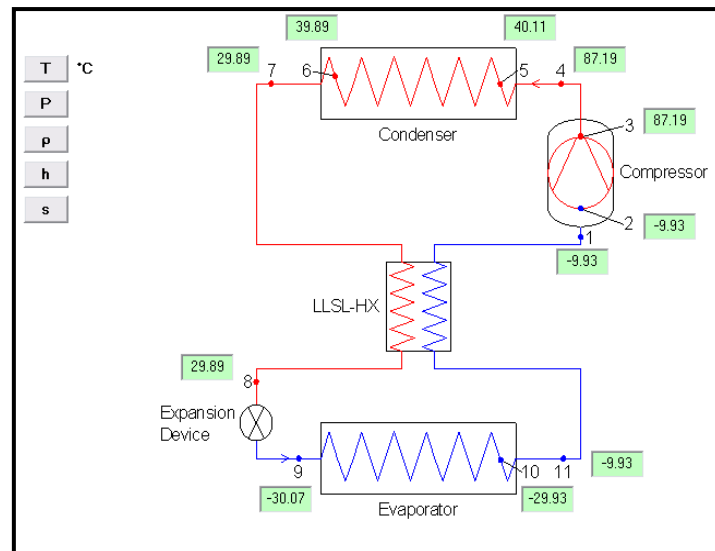 39.89
40.11
29.89
87.19
T °C
7
6
5
4
P
Condenser
3
87.19
ρ
Compressor
h
2
s
-9.93
1
-9.93
LLSL-HX
29.89
8
Expansion
Device
9
10
11
-9.93
-30.07
-29.93
Evaporator